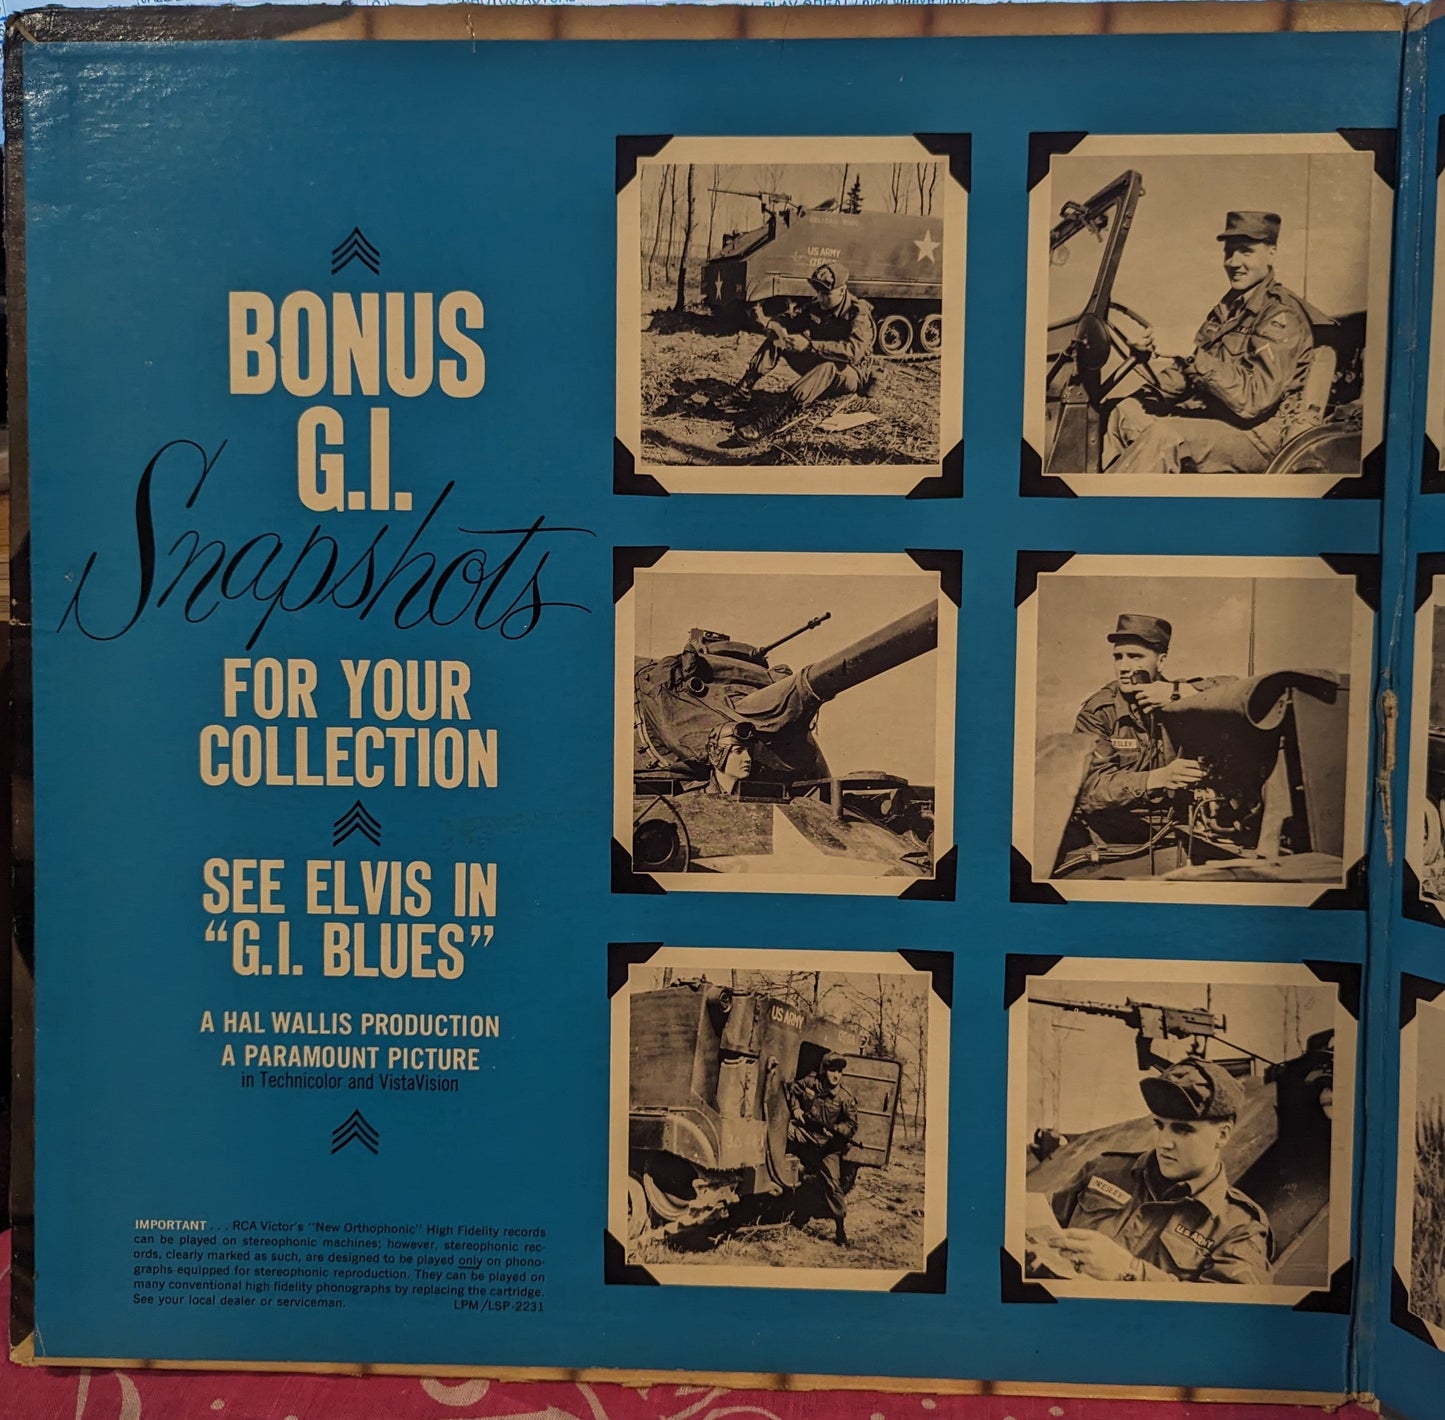 BONUS
G.I.
Snapshots
FOR YOUR
COLLECTION
SEE ELVIS IN
“G.I. BLUES”
A HAL WALLIS PRODUCTION
A PARAMOUNT PICTURE
in Technicolor and VistaVision
IMPORTANT . . . RCA Victor's "New Orthophonic" High Fidelity records
can be played on stereophonic machines; however, stereophonic rec-
ords, clearly marked as such, are designed to be played only on phono-
graphs equipped for stereophonic reproduction. They can be played on
many conventional high fidelity phonographs by replacing the cartridge.
See your local dealer or serviceman. LPM/LSP-2231
US ARMY
ESLEY
US ARMY
PRESLEY
U.S. ARMY